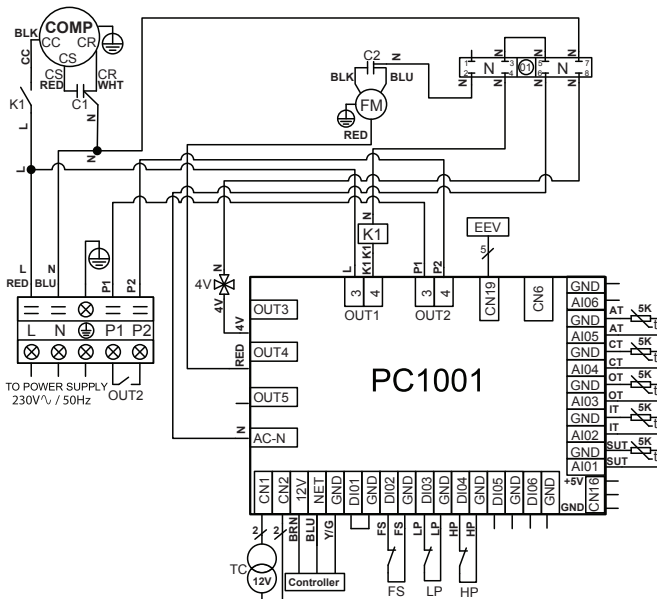 COMP
BLK
CC CR
CS
CC
CS CR
RED WHT
C1
K1
L
N
N
C2
N
BLK BLU
FM
RED
1 3 5 7
N 01 N
2 4 6 8
N N N N
N N N
L
N
L N P1 P2
RED BLU
L N P1 P2
TO POWER SUPPLY
230V / 50Hz
OUT2
N
4V
4V
4V
RED
N
L K1 K1 N
K1
P1 P2
EEV
5
3 4
OUT1
3 4
OUT2
CN19
CN6
OUT3
OUT4
OUT5
AC-N
PC1001
GND
AI06
GND
AI05
GND
AI04
GND
AI03
GND
AI02
GND
AI01
AT 5K t
AT
CT 5K t
CT
OT 5K t
OT
IT 5K t
IT
SUT 5K t
SUT
+5V
GND
CN16
CN1 CN2 12V NET GND DI01 GND DI02 GND DI03 GND DI04 GND DI05 GND DI06 GND
2 2 BRN BLU Y/G FS FS LP LP HP HP
TC
12V
Controller
FS LP HP